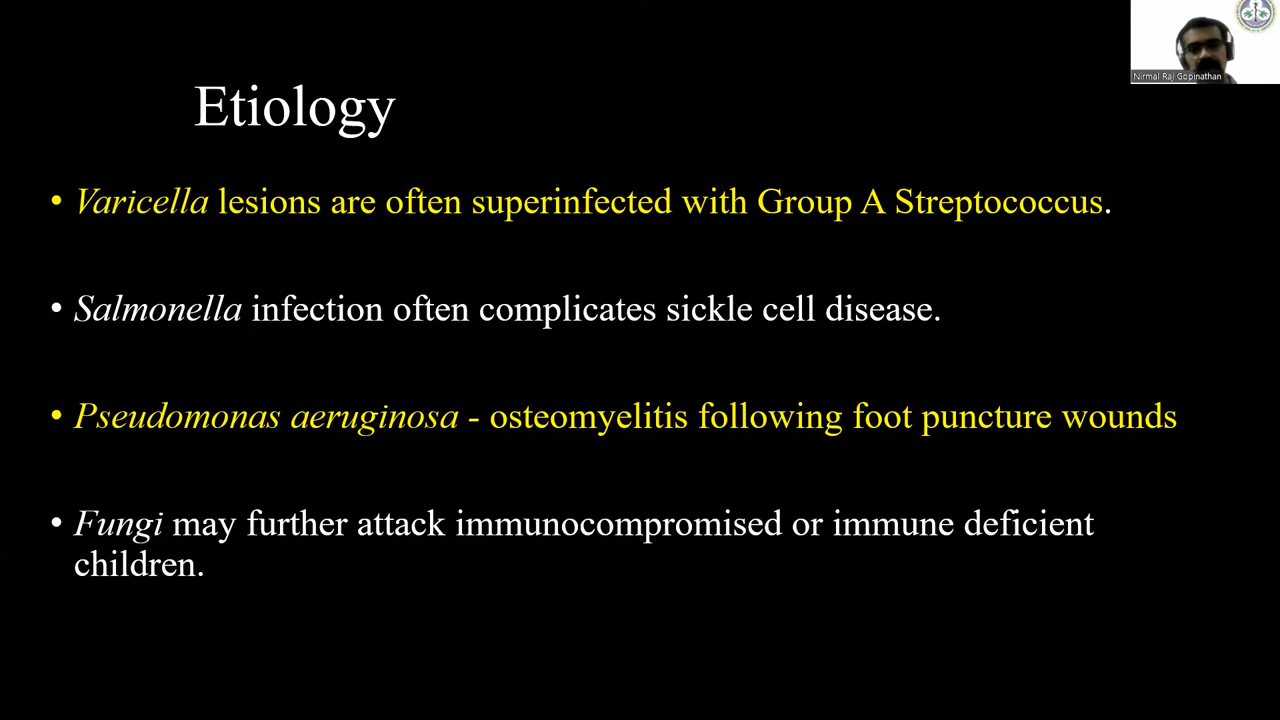 Nirmal Raj Gopinathan
Etiology
• Varicella lesions are often superinfected with Group A Streptococcus.
• Salmonella infection often complicates sickle cell disease.
• Pseudomonas aeruginosa - osteomyelitis following foot puncture wounds
• Fungi may further attack immunocompromised or immune deficient
children.